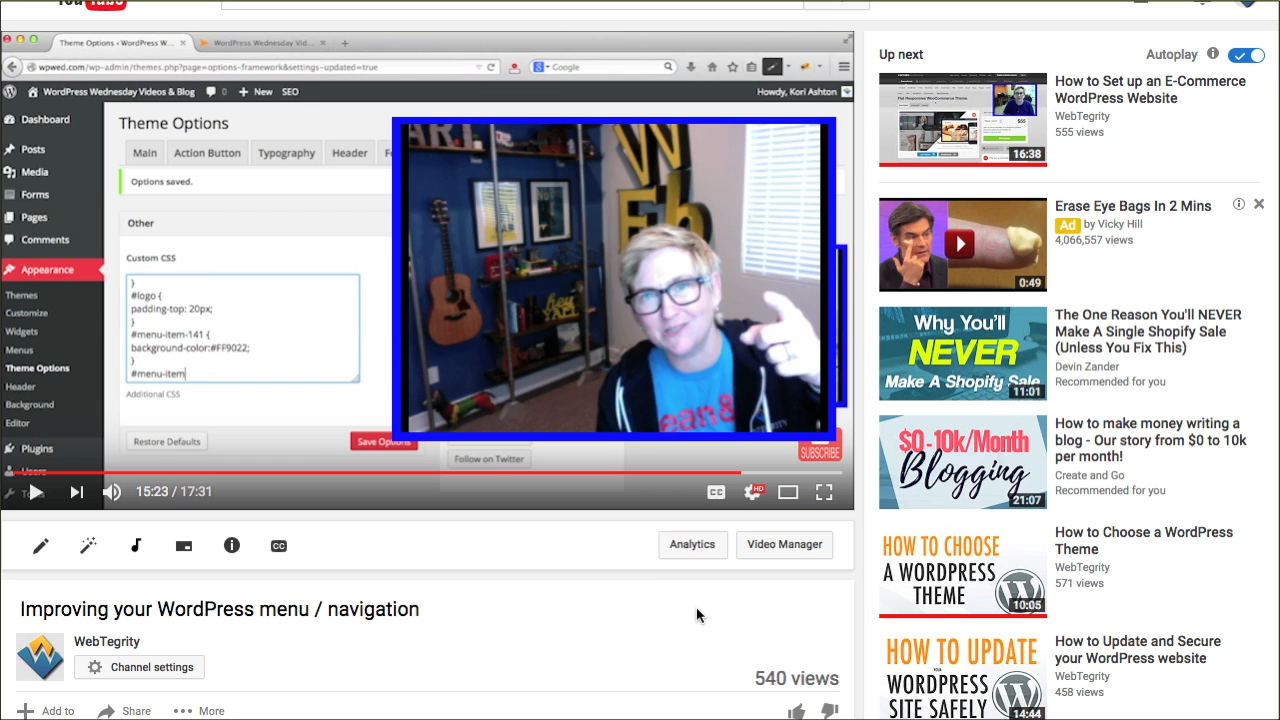 YouTube
Theme Options ‹ WordPress W...
WordPress Wednesday Vid...
wpwed.com/wp-admin/themes.php?page=options-framework&settings-updated=true
Google
WordPress Wednesday Videos & Blog
New
SEO
Howdy, Kori Ashton
Dashboard
Posts
Media
Forms
Pages
Comments
Appearance
Themes
Customize
Widgets
Menus
Theme Options
Header
Background
Editor
Plugins
Users
Theme Options
Main
Header
Options saved.
Other
Custom CSS
}
#logo {
padding-top: 20px;
}
#menu-item-141 {
background-color:#FF9022;
}
#menu-item
Additional CSS
Restore Defaults
Save Options
Follow on Twitter
SUBSCRIBE
15:23 / 17:31
CC
HD
CC
Analytics
Video Manager
Improving your WordPress menu / navigation
WebTegrity
Channel settings
540 views
Add to
Share
More
Up next
Autoplay
16:38
How to Set up an E-Commerce
WordPress Website
WebTegrity
555 views
0:49
Erase Eye Bags In 2 Mins
Ad by Vicky Hill
4,066,557 views
Why You'll
NEVER
Make A Shopify Sale
11:01
The One Reason You'll NEVER
Make A Single Shopify Sale
(Unless You Fix This)
Devin Zander
Recommended for you
$0-10k/Month
Blogging
21:07
How to make money writing a
blog - Our story from $0 to 10k
per month!
Create and Go
Recommended for you
HOW TO CHOOSE
A WORDPRESS
THEME
10:05
How to Choose a WordPress
Theme
WebTegrity
571 views
HOW TO UPDATE
YOUR
WORDPRESS
SITE SAFELY
14:44
How to Update and Secure
your WordPress website
WebTegrity
458 views